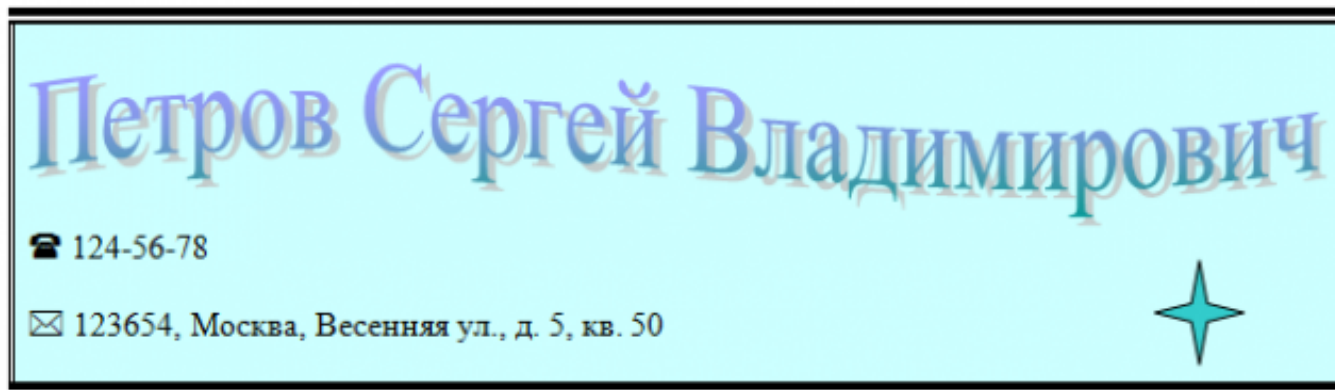 Петров Сергей Владимирович
☎ 124-56-78
✉ 123654, Москва, Весенняя ул., д. 5, кв. 50